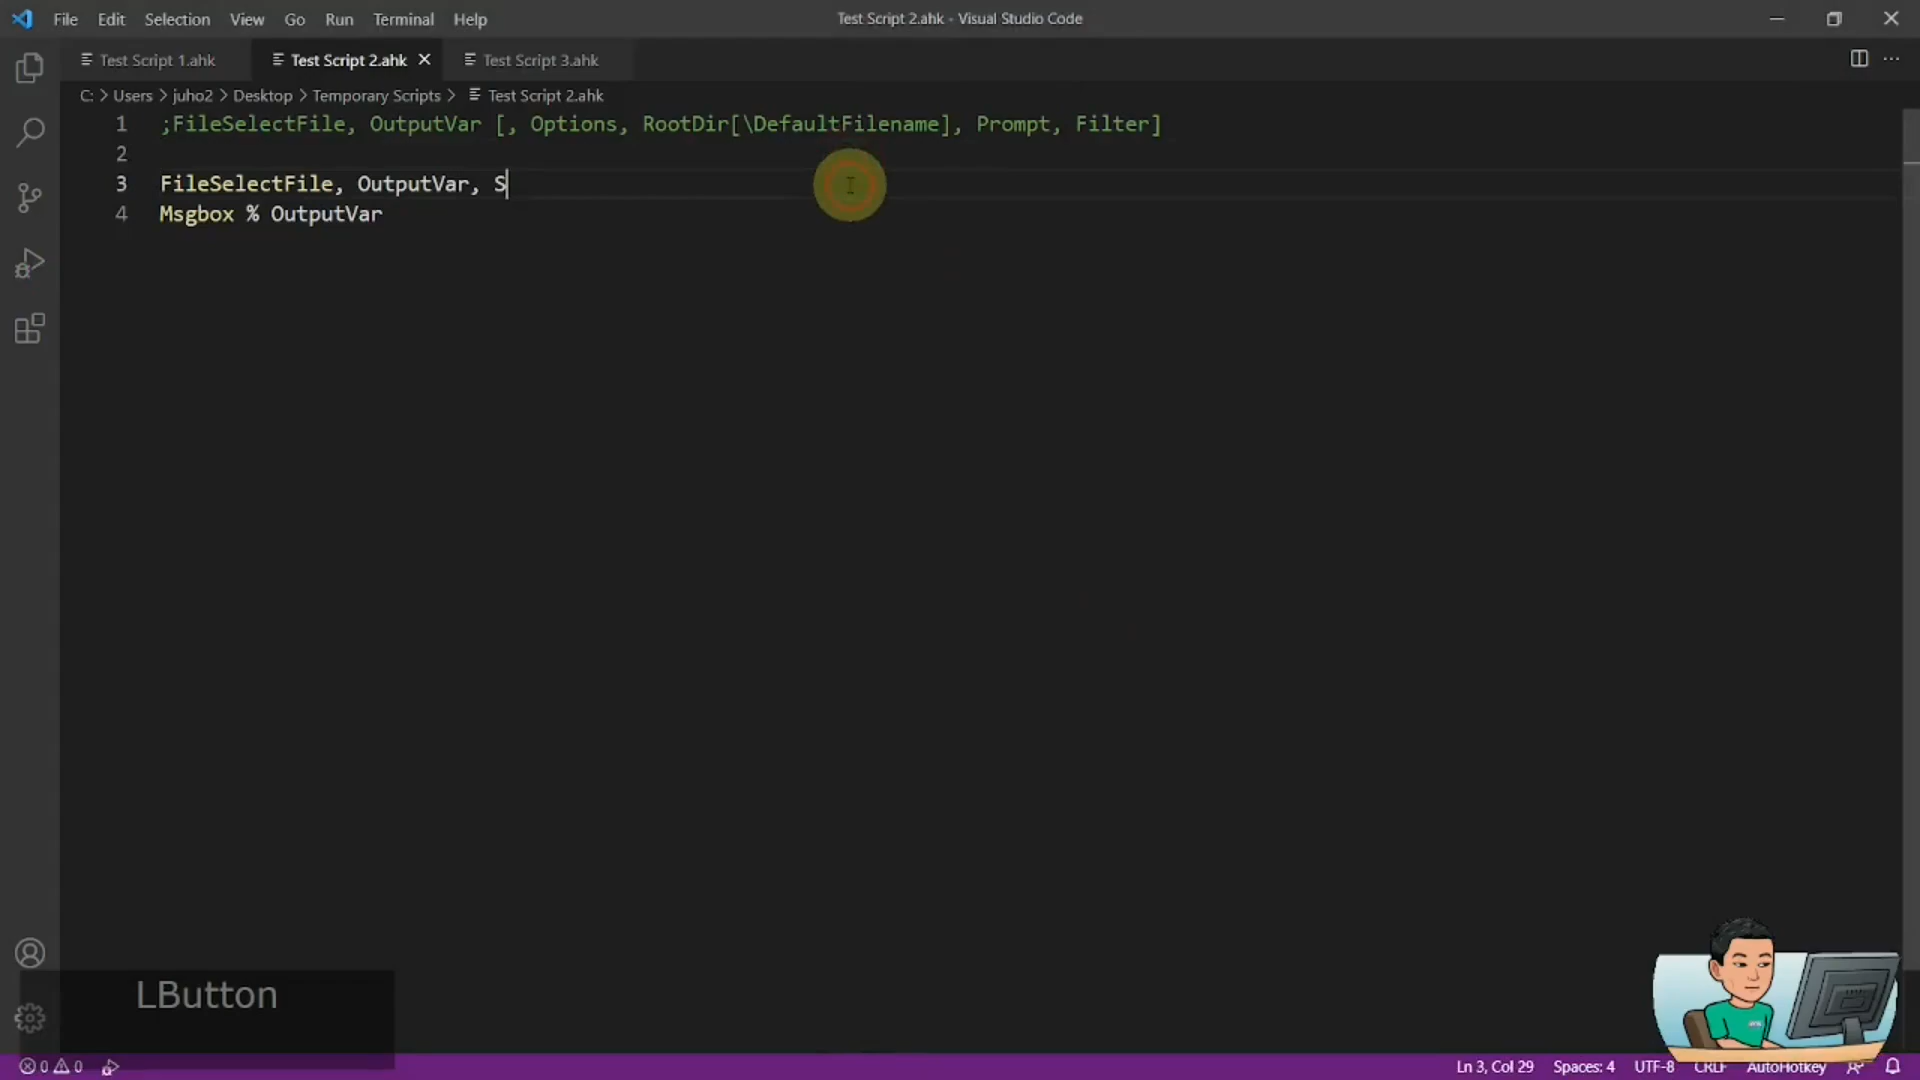 File Edit Selection View Go Run Terminal Help Test Script 2.ahk - Visual Studio Code
Test Script 1.ahk Test Script 2.ahk Test Script 3.ahk
C: > Users > juho2 > Desktop > Temporary Scripts > Test Script 2.ahk
1 ;FileSelectFile, OutputVar [, Options, RootDir[\DefaultFilename], Prompt, Filter]
2
3 FileSelectFile, OutputVar, S
4 Msgbox % OutputVar
LButton
0 0 Ln 3, Col 29 Spaces: 4 UTF-8 CRLF AutoHotkey